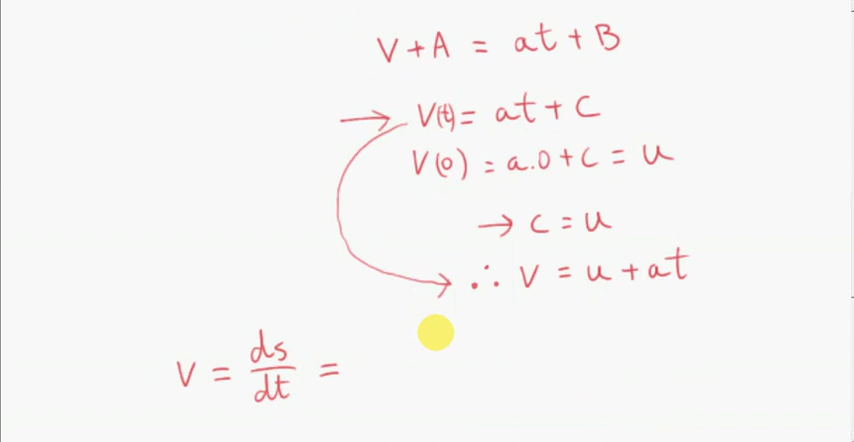 V + A = at + B
→ V(t) = at + C
V(0) = a.0 + C = u
→ C = u
∴ V = u + at
V = ds/dt =